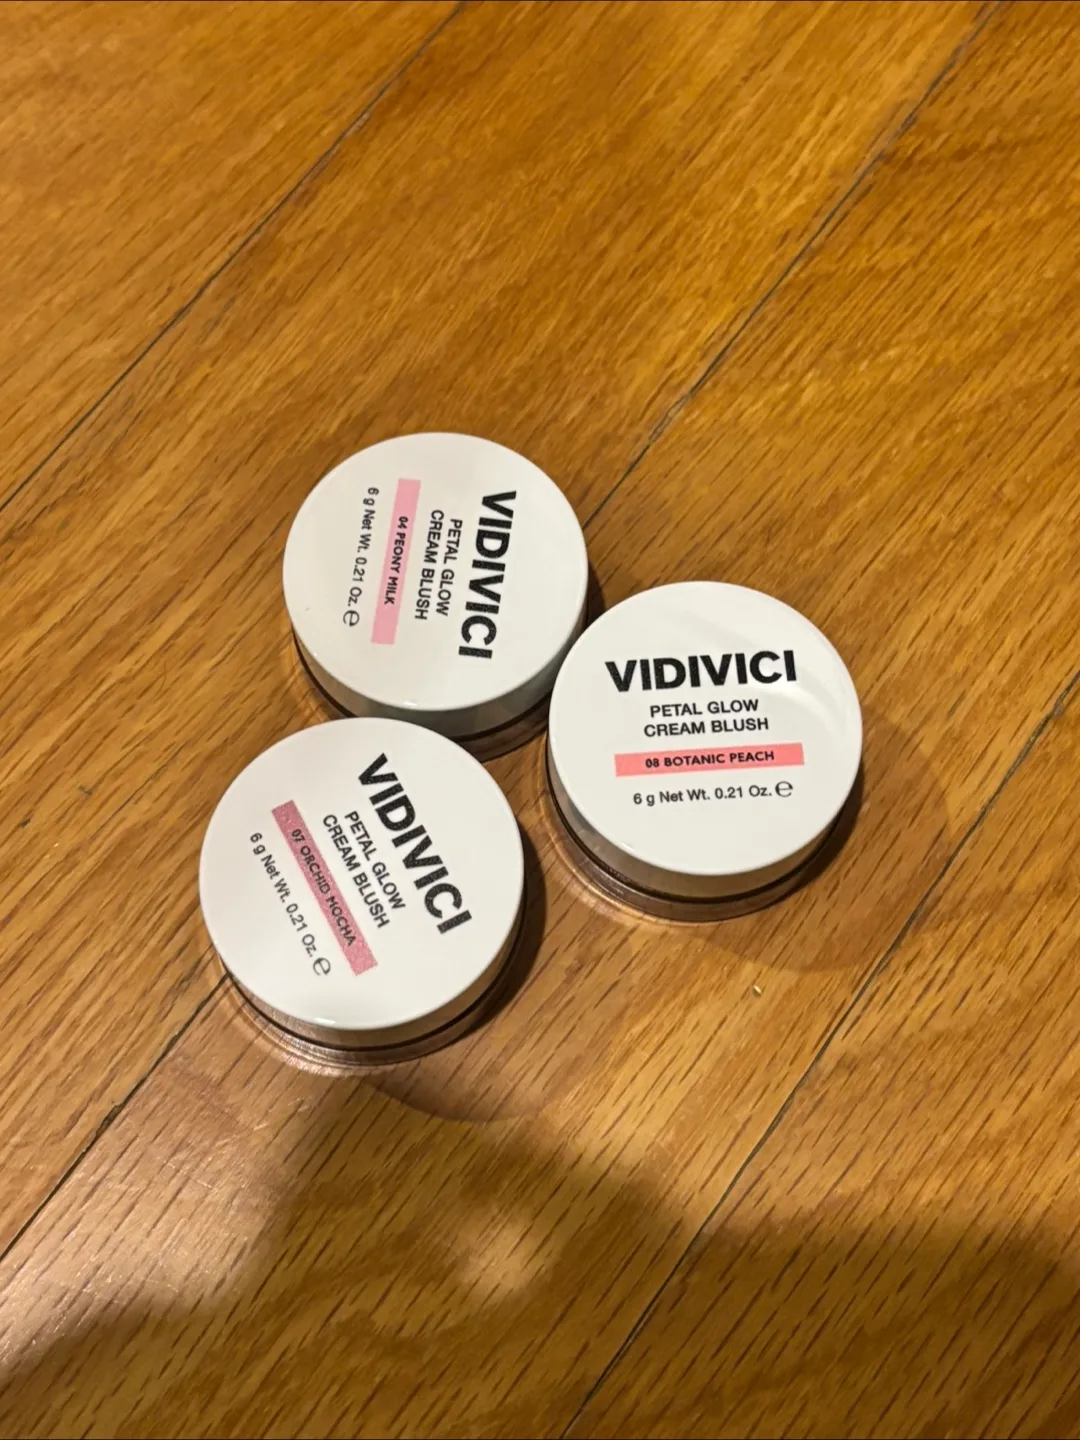 VIDIVICI
PETAL GLOW
CREAM BLUSH
04 PEONY MILK
6 g Net Wt. 0.21 Oz. ℮
VIDIVICI
PETAL GLOW
CREAM BLUSH
08 BOTANIC PEACH
6 g Net Wt. 0.21 Oz. ℮
VIDIVICI
PETAL GLOW
CREAM BLUSH
07 ORCHID MOCHA
6 g Net Wt. 0.21 Oz. ℮